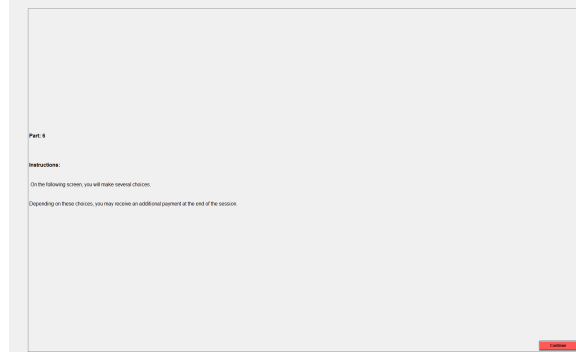 Part: 6
Instructions:
On the following screen, you will make several choices.
Depending on these choices, you may receive an additional payment at the end of the session.
Continue